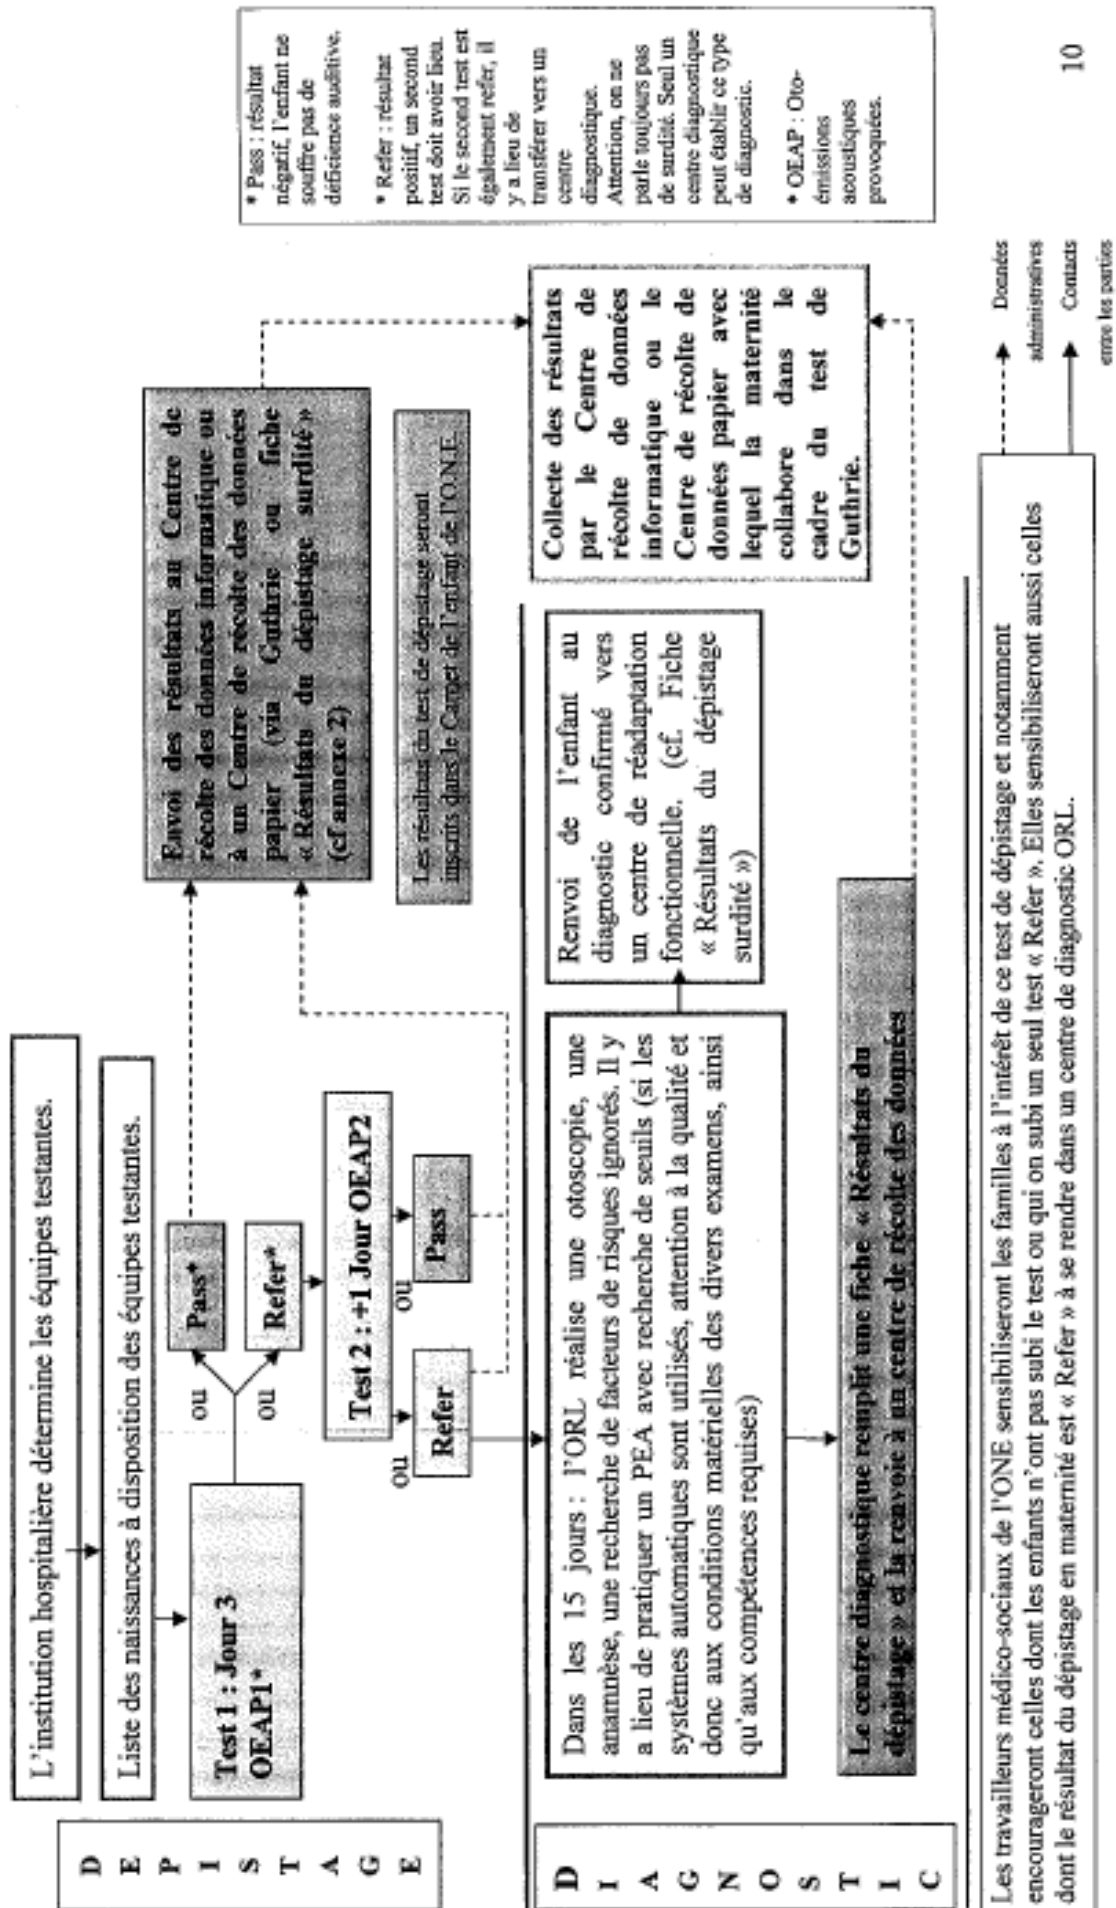 L'institution hospitalière détermine les équipes testantes.
Liste des naissances à disposition des équipes testantes.
D
E
P
I
S
T
A
G
E
Test 1 : Jour 3
OEAP1*
ou
Pass*
ou
Refer*
Test 2 : +1 Jour OEAP2
ou
Refer
ou
Pass
Envoi des résultats au Centre de
récolte des données informatique ou
à un Centre de récolte des données
papier (via Guthrie ou fiche
« Résultats du dépistage surdité »
(cf annexe 2)
Les résultats du test de dépistage seront
inscrits dans le Carnet de l'enfant de l'O.N.E.
* Pass : résultat
négatif, l'enfant ne
souffre pas de
déficience auditive.
* Refer : résultat
positif, un second
test doit avoir lieu.
Si le second test est
également refer, il
y a lieu de
transférer vers un
centre
diagnostique.
Attention, on ne
parle toujours pas
de surdité. Seul un
centre diagnostique
peut établir ce type
de diagnostic.
* OEAP : Oto-
émissions
acoustiques
provoquées.
D
I
A
G
N
O
S
T
I
C
Dans les 15 jours : l'ORL réalise une otoscopie, une
anamnèse, une recherche de facteurs de risques ignorés. Il y
a lieu de pratiquer un PEA avec recherche de seuils (si les
systèmes automatiques sont utilisés, attention à la qualité et
donc aux conditions matérielles des divers examens, ainsi
qu'aux compétences requises)
Renvoi de l'enfant au
diagnostic confirmé vers
un centre de réadaptation
fonctionnelle. (cf. Fiche
« Résultats du dépistage
surdité »)
Collecte des résultats
par le Centre de
récolte de données
informatique ou le
Centre de récolte de
données papier avec
lequel la maternité
collabore dans le
cadre du test de
Guthrie.
Le centre diagnostique remplit une fiche « Résultats du
dépistage » et la renvoie à un centre de récolte des données
Les travailleurs médico-sociaux de l'ONE sensibiliseront les familles à l'intérêt de ce test de dépistage et notamment
encourageront celles dont les enfants n'ont pas subi le test ou qui on subi un seul test « Refer ». Elles sensibiliseront aussi celles
dont le résultat du dépistage en maternité est « Refer » à se rendre dans un centre de diagnostic ORL.
Données
administratives
Contacts
entre les parties
10